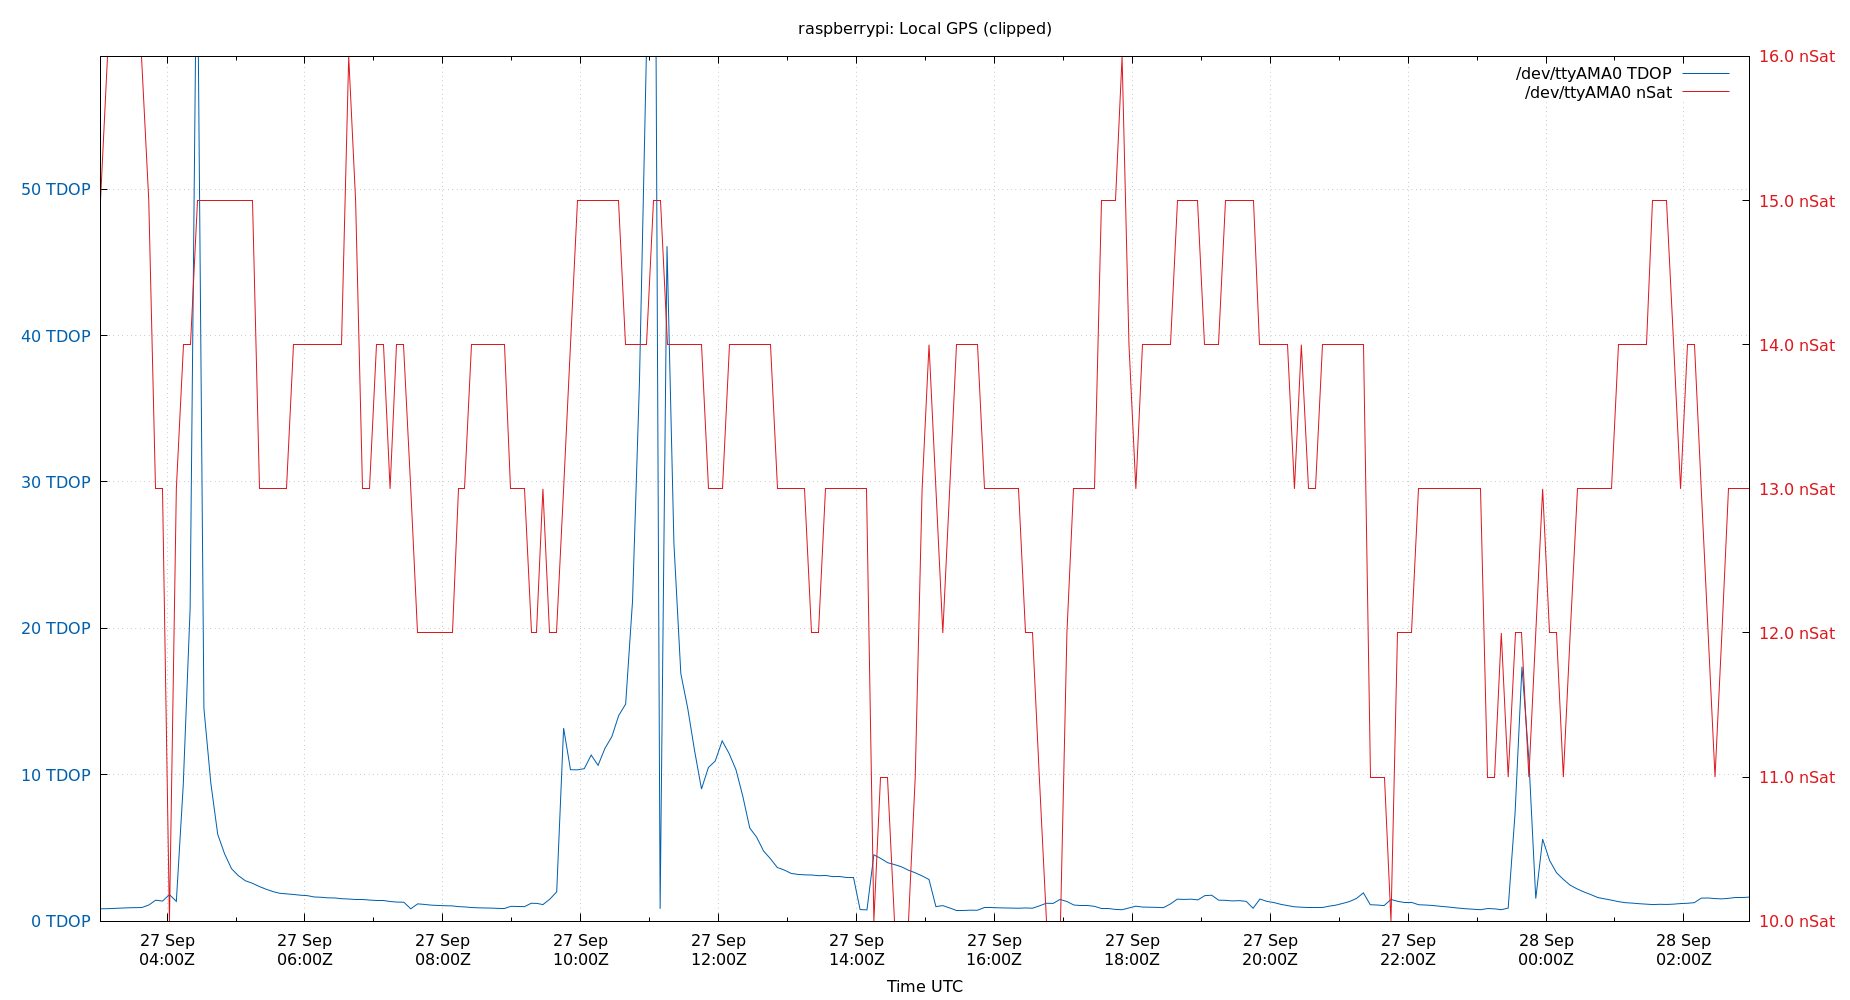 raspberrypi: Local GPS (clipped)
/dev/ttyAMA0 TDOP
/dev/ttyAMA0 nSat
50 TDOP
40 TDOP
30 TDOP
20 TDOP
10 TDOP
0 TDOP
16.0 nSat
15.0 nSat
14.0 nSat
13.0 nSat
12.0 nSat
11.0 nSat
10.0 nSat
27 Sep
04:00Z
27 Sep
06:00Z
27 Sep
08:00Z
27 Sep
10:00Z
27 Sep
12:00Z
27 Sep
14:00Z
27 Sep
16:00Z
27 Sep
18:00Z
27 Sep
20:00Z
27 Sep
22:00Z
28 Sep
00:00Z
28 Sep
02:00Z
Time UTC